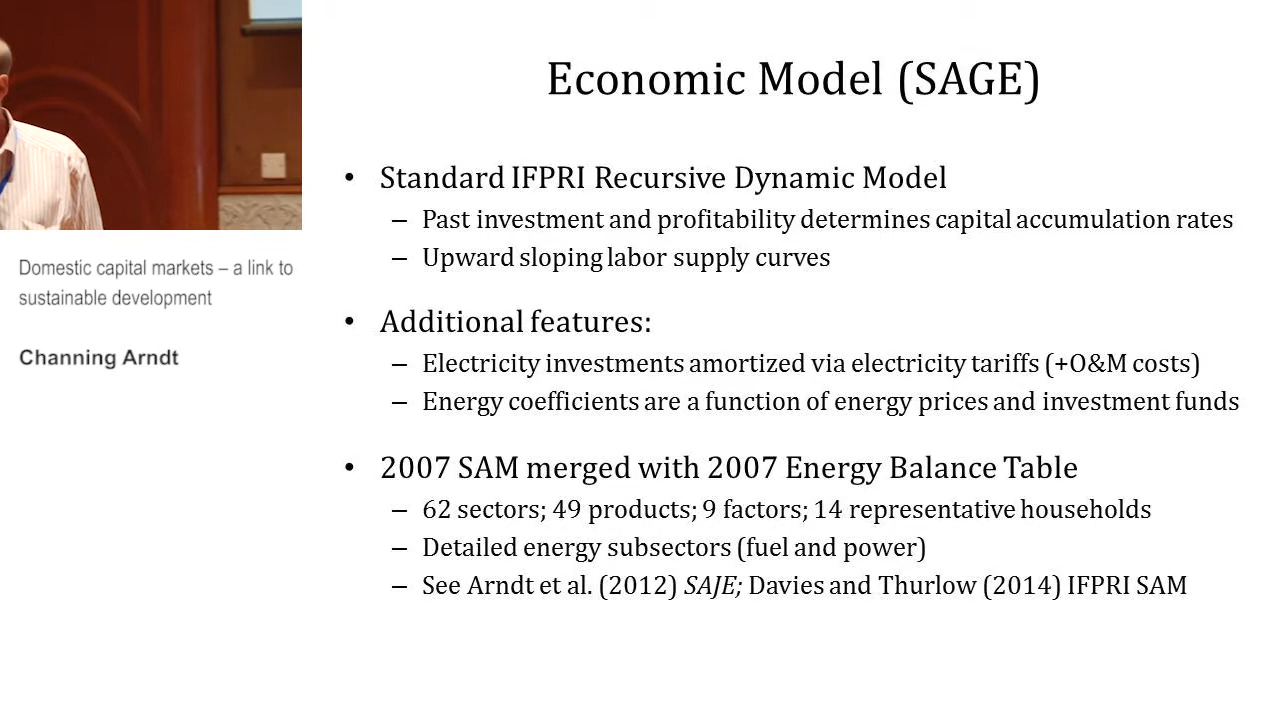 Economic Model (SAGE)
• Standard IFPRI Recursive Dynamic Model
– Past investment and profitability determines capital accumulation rates
– Upward sloping labor supply curves
• Additional features:
– Electricity investments amortized via electricity tariffs (+O&M costs)
– Energy coefficients are a function of energy prices and investment funds
• 2007 SAM merged with 2007 Energy Balance Table
– 62 sectors; 49 products; 9 factors; 14 representative households
– Detailed energy subsectors (fuel and power)
– See Arndt et al. (2012) SAJE; Davies and Thurlow (2014) IFPRI SAM
Domestic capital markets – a link to
sustainable development
Channing Arndt